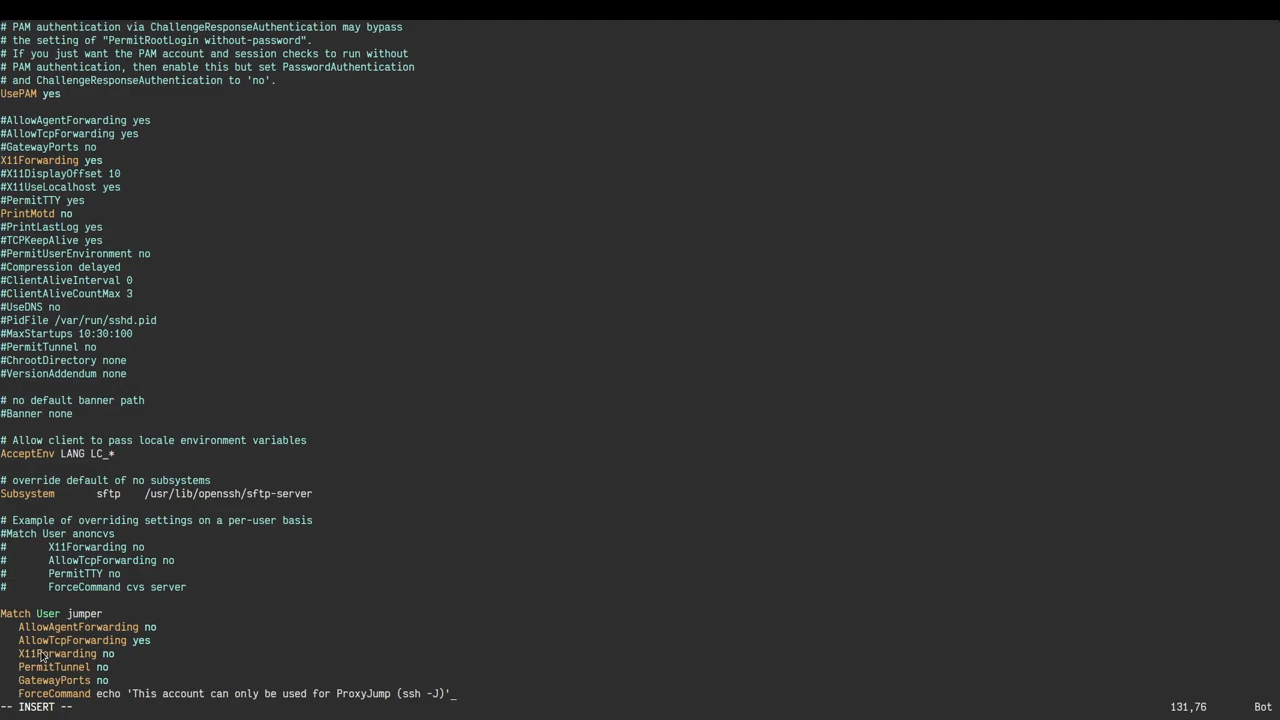 # PAM authentication via ChallengeResponseAuthentication may bypass
# the setting of "PermitRootLogin without-password".
# If you just want the PAM account and session checks to run without
# PAM authentication, then enable this but set PasswordAuthentication
# and ChallengeResponseAuthentication to 'no'.
UsePAM yes
#AllowAgentForwarding yes
#AllowTcpForwarding yes
#GatewayPorts no
X11Forwarding yes
#X11DisplayOffset 10
#X11UseLocalhost yes
#PermitTTY yes
PrintMotd no
#PrintLastLog yes
#TCPKeepAlive yes
#PermitUserEnvironment no
#Compression delayed
#ClientAliveInterval 0
#ClientAliveCountMax 3
#UseDNS no
#PidFile /var/run/sshd.pid
#MaxStartups 10:30:100
#PermitTunnel no
#ChrootDirectory none
#VersionAddendum none
# no default banner path
#Banner none
# Allow client to pass locale environment variables
AcceptEnv LANG LC_*
# override default of no subsystems
Subsystem sftp /usr/lib/openssh/sftp-server
# Example of overriding settings on a per-user basis
#Match User anoncvs
# X11Forwarding no
# AllowTcpForwarding no
# PermitTTY no
# ForceCommand cvs server
Match User jumper
AllowAgentForwarding no
AllowTcpForwarding yes
X11Forwarding no
PermitTunnel no
GatewayPorts no
ForceCommand echo 'This account can only be used for ProxyJump (ssh -J)'
-- INSERT -- 131,76 Bot